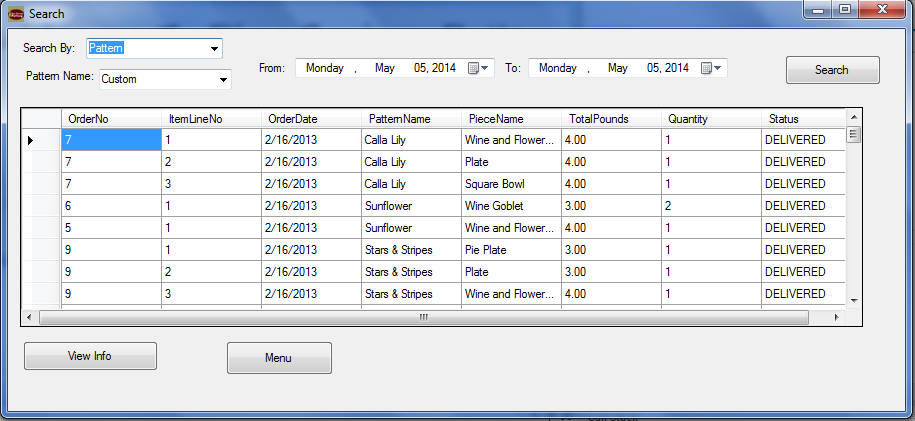 Search
Search By: Pattern
Pattern Name: Custom
From: Monday , May 05, 2014 To: Monday , May 05, 2014 Search
OrderNo ItemLineNo OrderDate PatternName PieceName TotalPounds Quantity Status
7 1 2/16/2013 Calla Lily Wine and Flower... 4.00 1 DELIVERED
7 2 2/16/2013 Calla Lily Plate 4.00 1 DELIVERED
7 3 2/16/2013 Calla Lily Square Bowl 4.00 1 DELIVERED
6 1 2/16/2013 Sunflower Wine Goblet 3.00 2 DELIVERED
5 1 2/16/2013 Sunflower Wine and Flower... 4.00 1 DELIVERED
9 1 2/16/2013 Stars & Stripes Pie Plate 3.00 1 DELIVERED
9 2 2/16/2013 Stars & Stripes Plate 3.00 1 DELIVERED
9 3 2/16/2013 Stars & Stripes Wine and Flower... 4.00 1 DELIVERED
View Info Menu